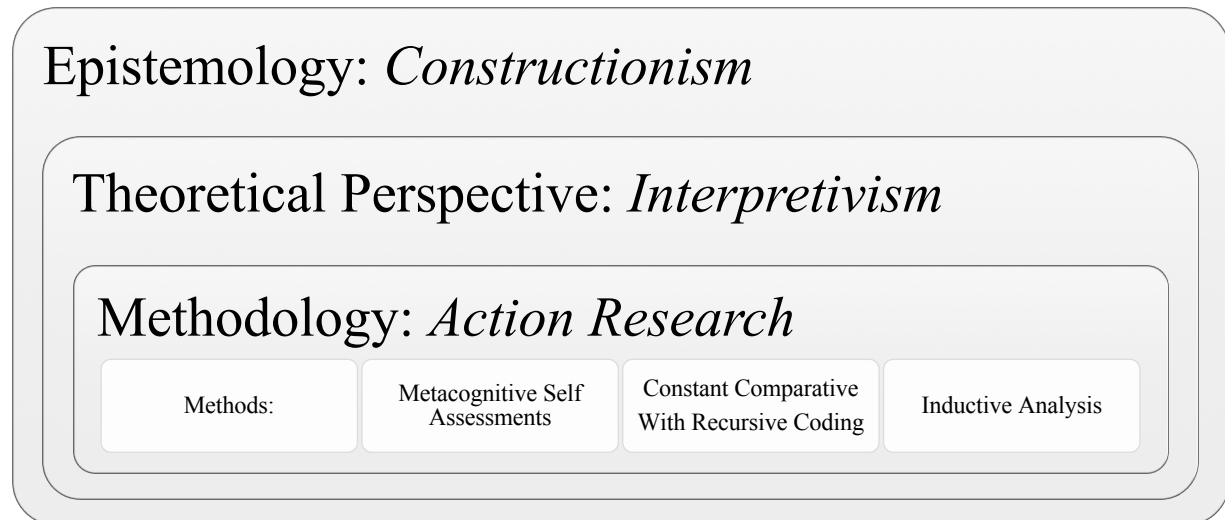 Epistemology: Constructionism
Theoretical Perspective: Interpretivism
Methodology: Action Research
Methods:
Metacognitive Self
Assessments
Constant Comparative
With Recursive Coding
Inductive Analysis